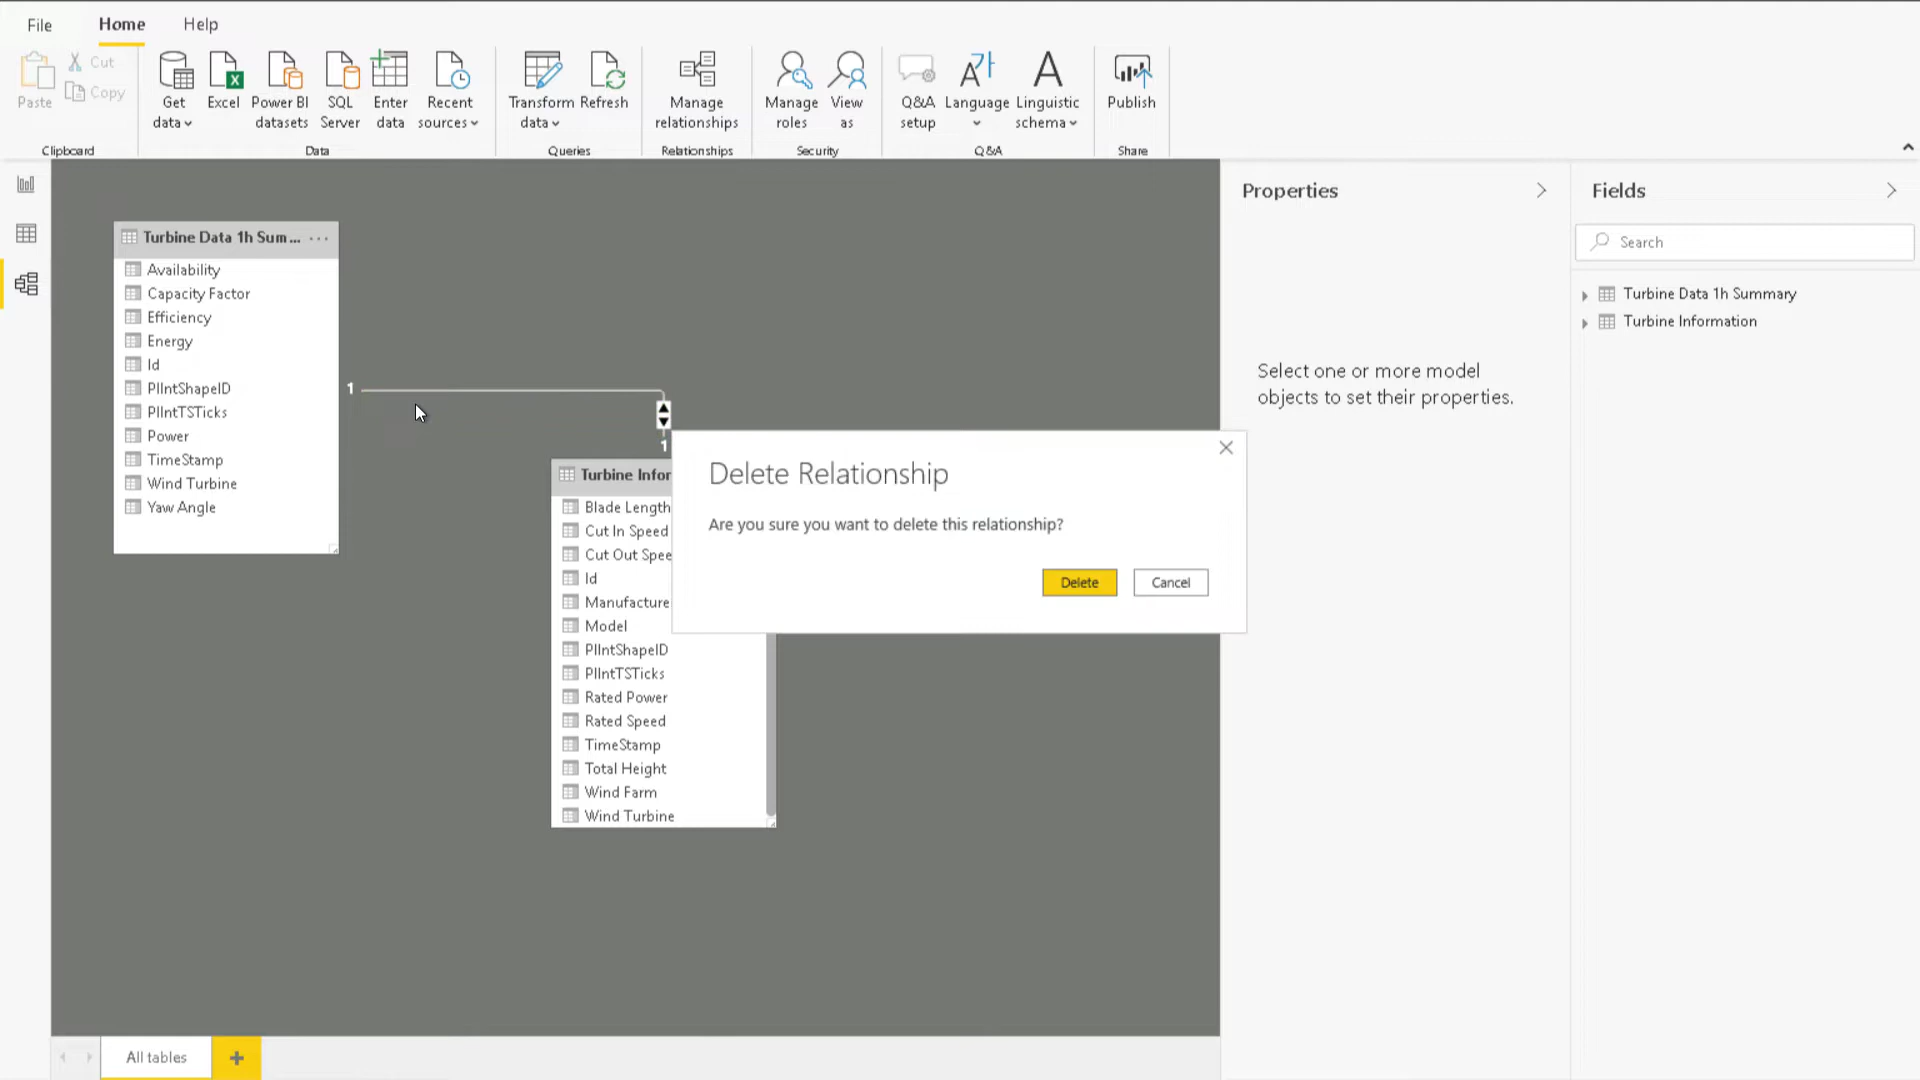 File
Home
Help
Paste
Cut
Copy
Clipboard
Get data
Excel
Power BI datasets
SQL Server
Enter data
Recent sources
Data
Transform data
Refresh
Queries
Manage relationships
Relationships
Manage roles
View as
Security
Q&A setup
Language
Linguistic schema
Q&A
Publish
Share
Turbine Data 1h Sum...
Availability
Capacity Factor
Efficiency
Energy
Id
PIIntShapeID
PIIntTSTicks
Power
TimeStamp
Wind Turbine
Yaw Angle
1
1
Turbine Infor
Blade Length
Cut In Speed
Cut Out Spee
Id
Manufacture
Model
PIIntShapeID
PIIntTSTicks
Rated Power
Rated Speed
TimeStamp
Total Height
Wind Farm
Wind Turbine
Delete Relationship
Are you sure you want to delete this relationship?
Delete
Cancel
Properties
Select one or more model
objects to set their properties.
Fields
Search
Turbine Data 1h Summary
Turbine Information
All tables